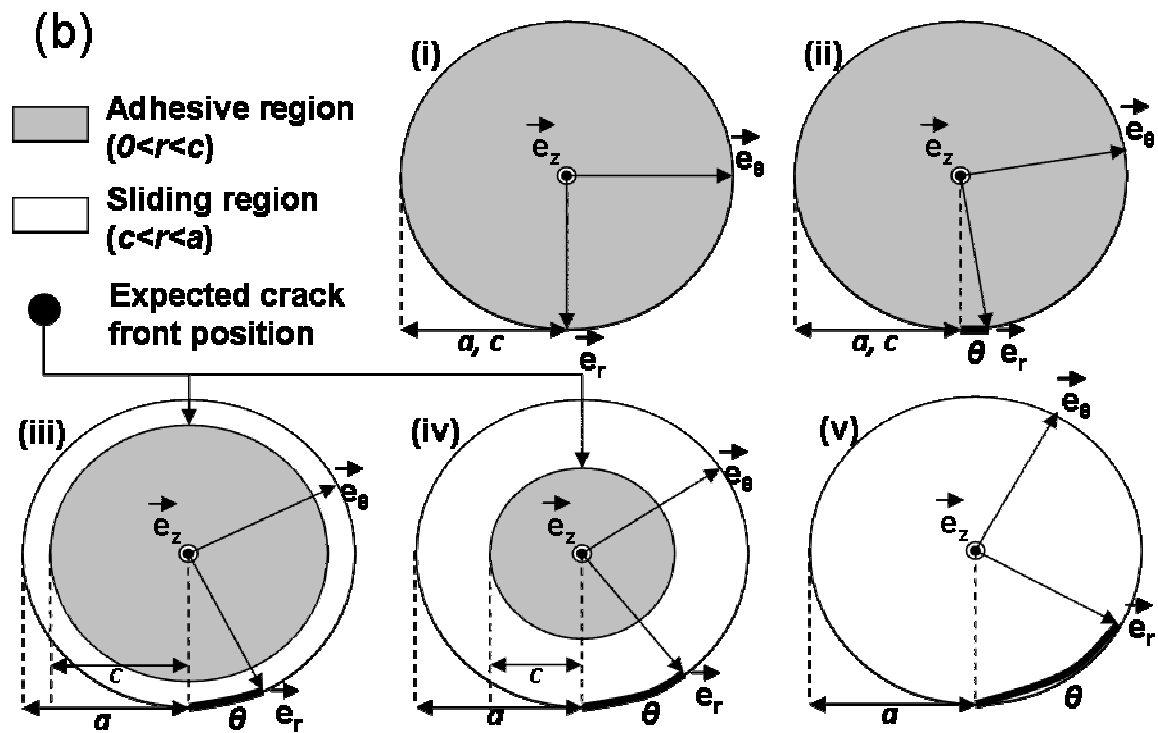 (b)
Adhesive region
(0<r<c)
Sliding region
(c<r<a)
Expected crack
front position
(i)
e_z
e_θ
a, c
e_r
(ii)
e_z
e_θ
a, c
θ
e_r
(iii)
e_z
e_θ
c
a
θ
e_r
(iv)
e_z
e_θ
c
a
θ
e_r
(v)
e_z
e_θ
a
θ
e_r